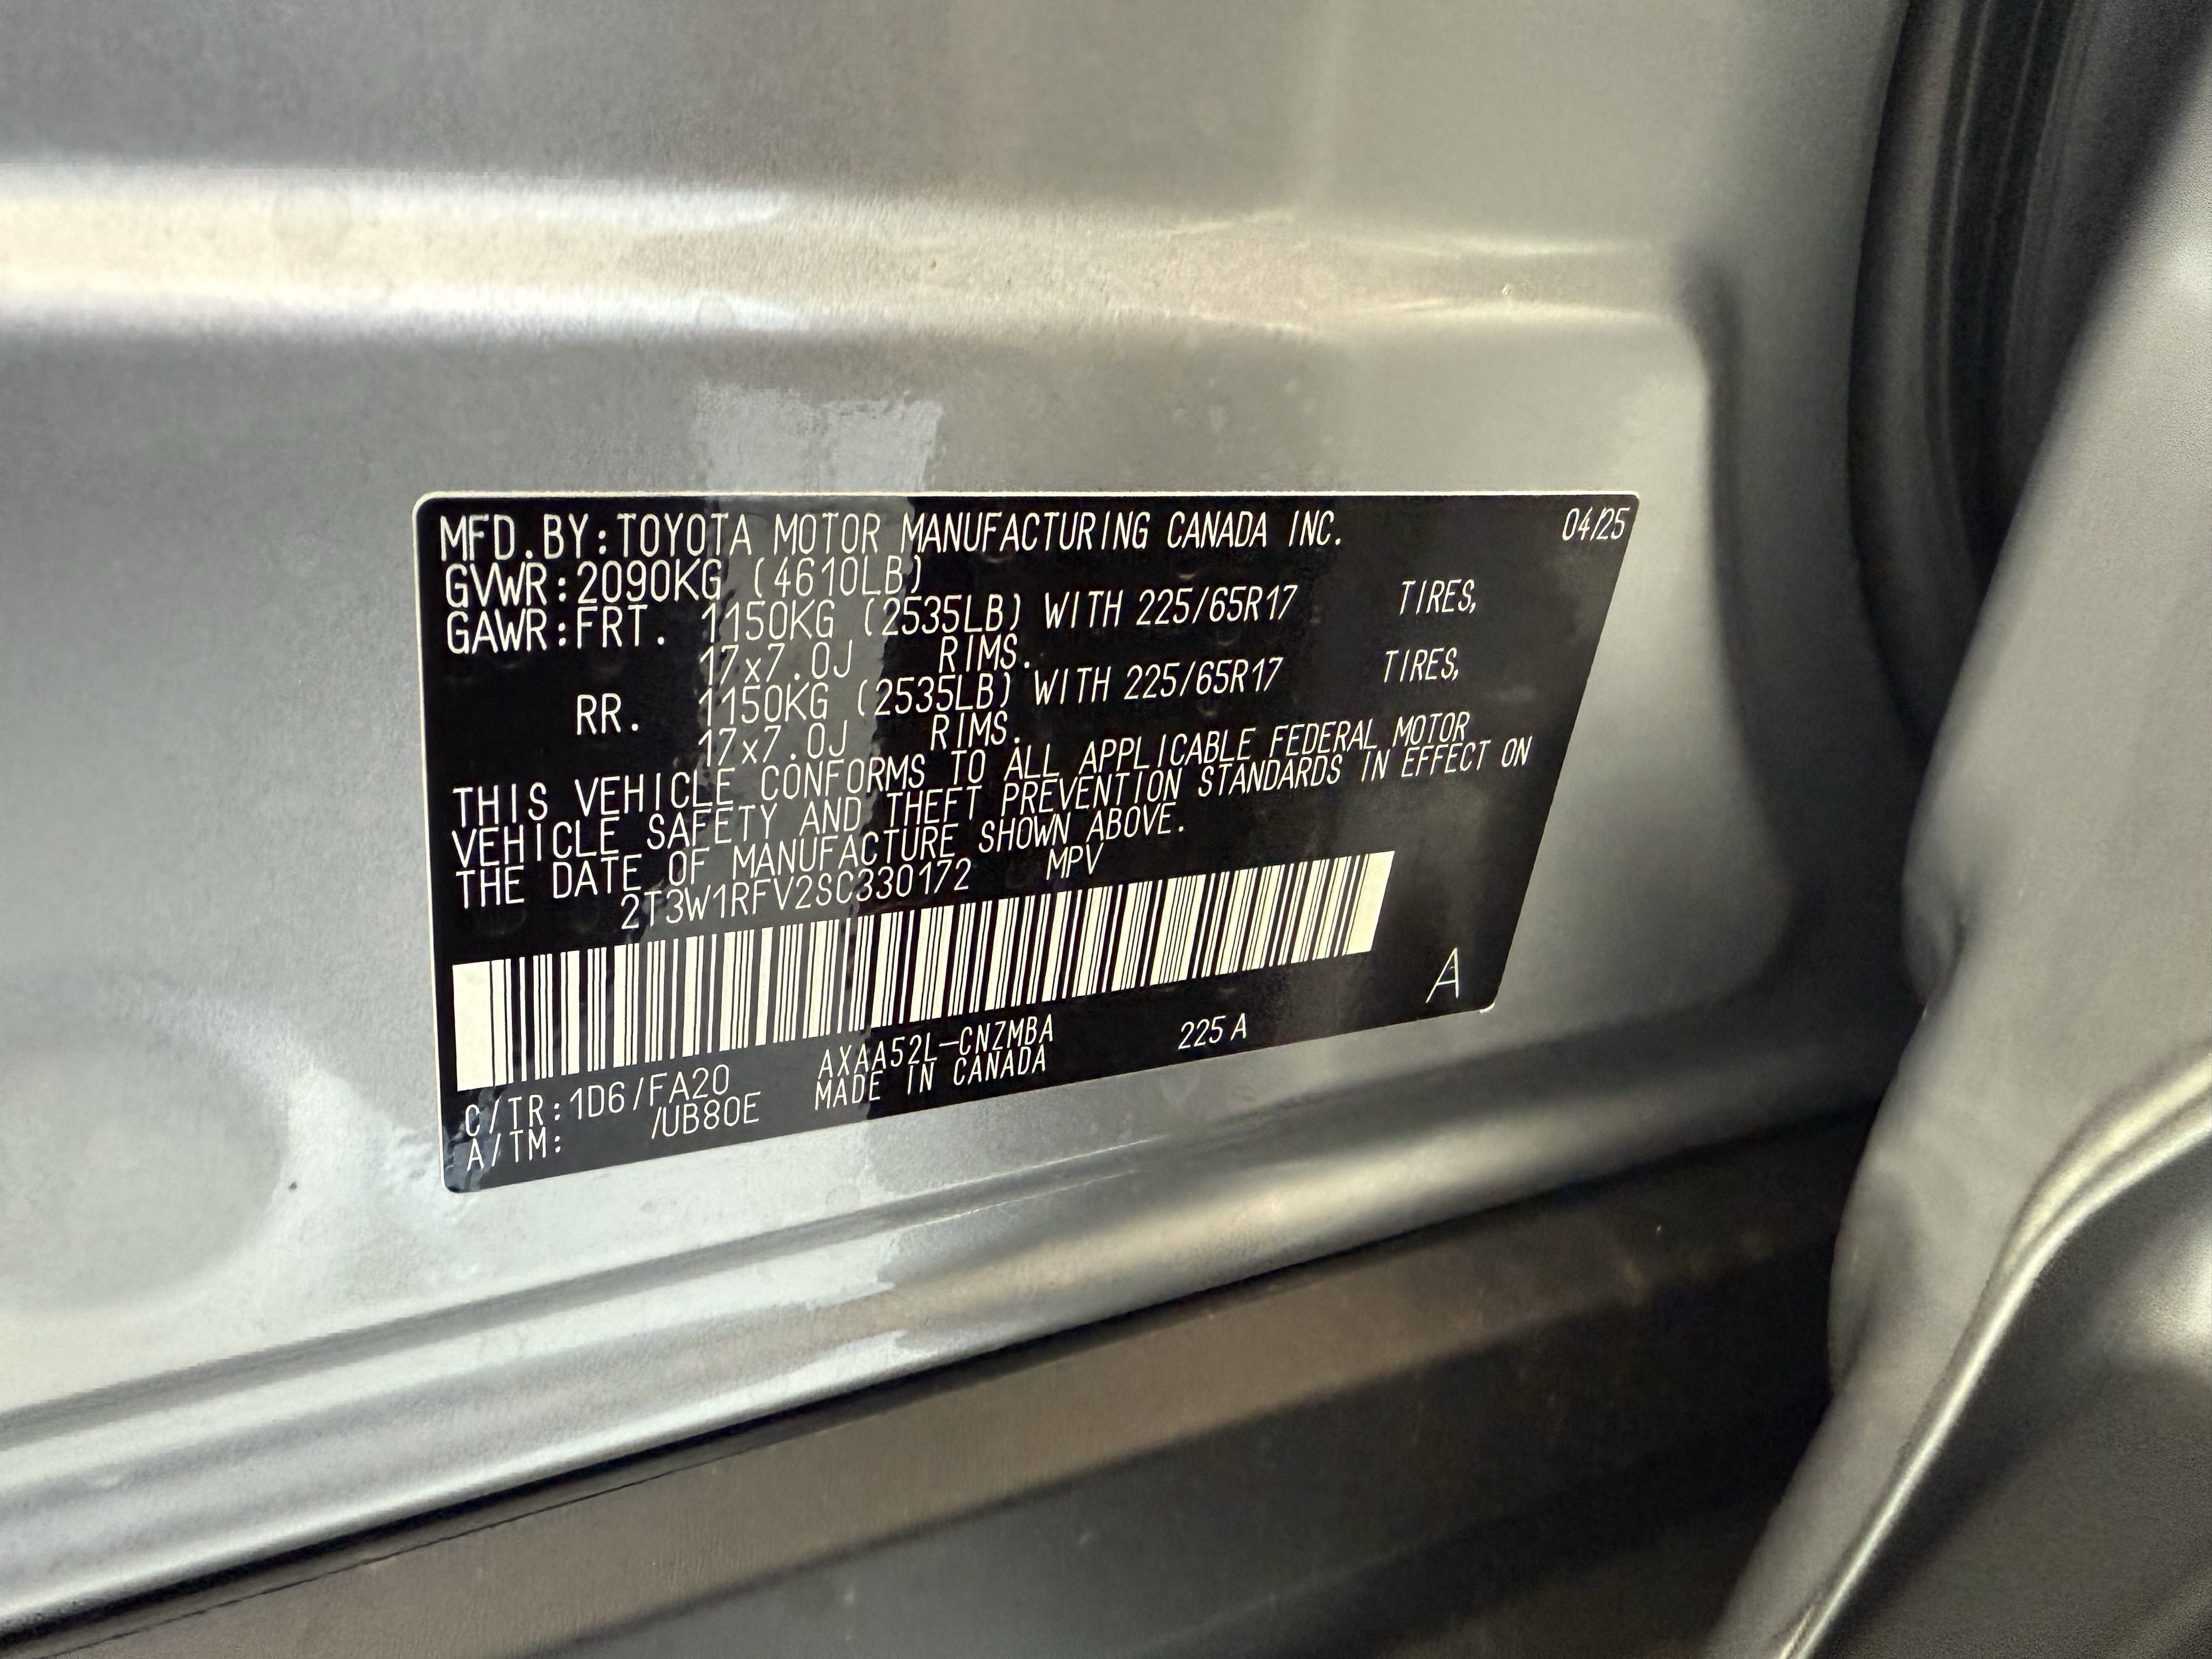 MFD.BY:TOYOTA MOTOR MANUFACTURING CANADA INC. 04/25
GVWR:2090KG (4610LB)
GAWR:FRT. 1150KG (2535LB) WITH 225/65R17 TIRES,
17x7.0J RIMS.
RR. 1150KG (2535LB) WITH 225/65R17 TIRES,
17x7.0J RIMS.
THIS VEHICLE CONFORMS TO ALL APPLICABLE FEDERAL MOTOR
VEHICLE SAFETY AND THEFT PREVENTION STANDARDS IN EFFECT ON
THE DATE OF MANUFACTURE SHOWN ABOVE.
2T3W1RFV2SC330172 MPV
A
C/TR:1D6/FA20 AXAA52L-CNZMBA 225 A
A/TM: /UB80E MADE IN CANADA